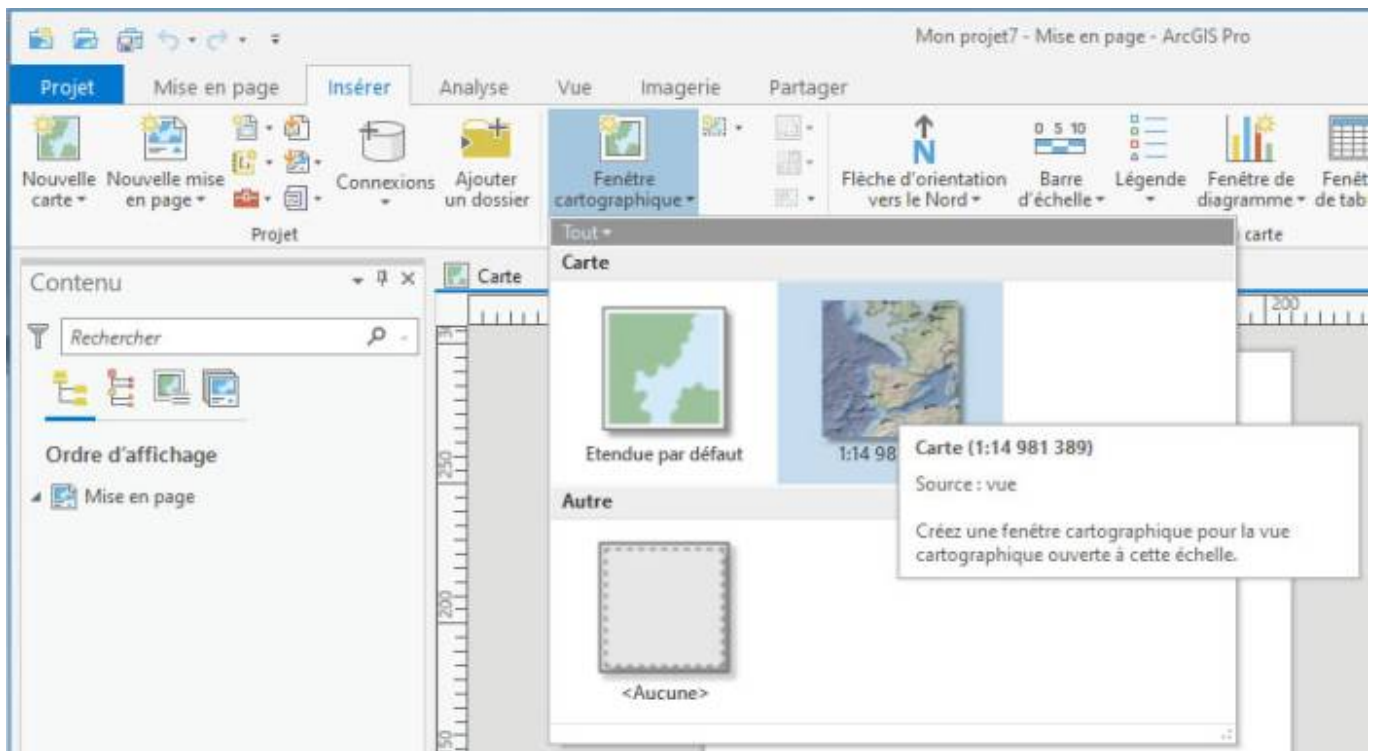 Mon projet7 - Mise en page - ArcGIS Pro
Projet Mise en page Insérer Analyse Vue Imagerie Partager
0 5 10
N
Nouvelle carte
Nouvelle mise en page
Connexions
Ajouter un dossier
Fenêtre cartographique
Flèche d'orientation vers le Nord
Barre d'échelle
Légende
Fenêtre de diagramme
Projet
carte
Tout
Contenu
Carte
Carte
200
Rechercher
Etendue par défaut
1:14 98
Carte (1:14 981 389)
Source : vue
Créez une fenêtre cartographique pour la vue
cartographique ouverte à cette échelle.
Ordre d'affichage
250
Mise en page
Autre
200
<Aucune>